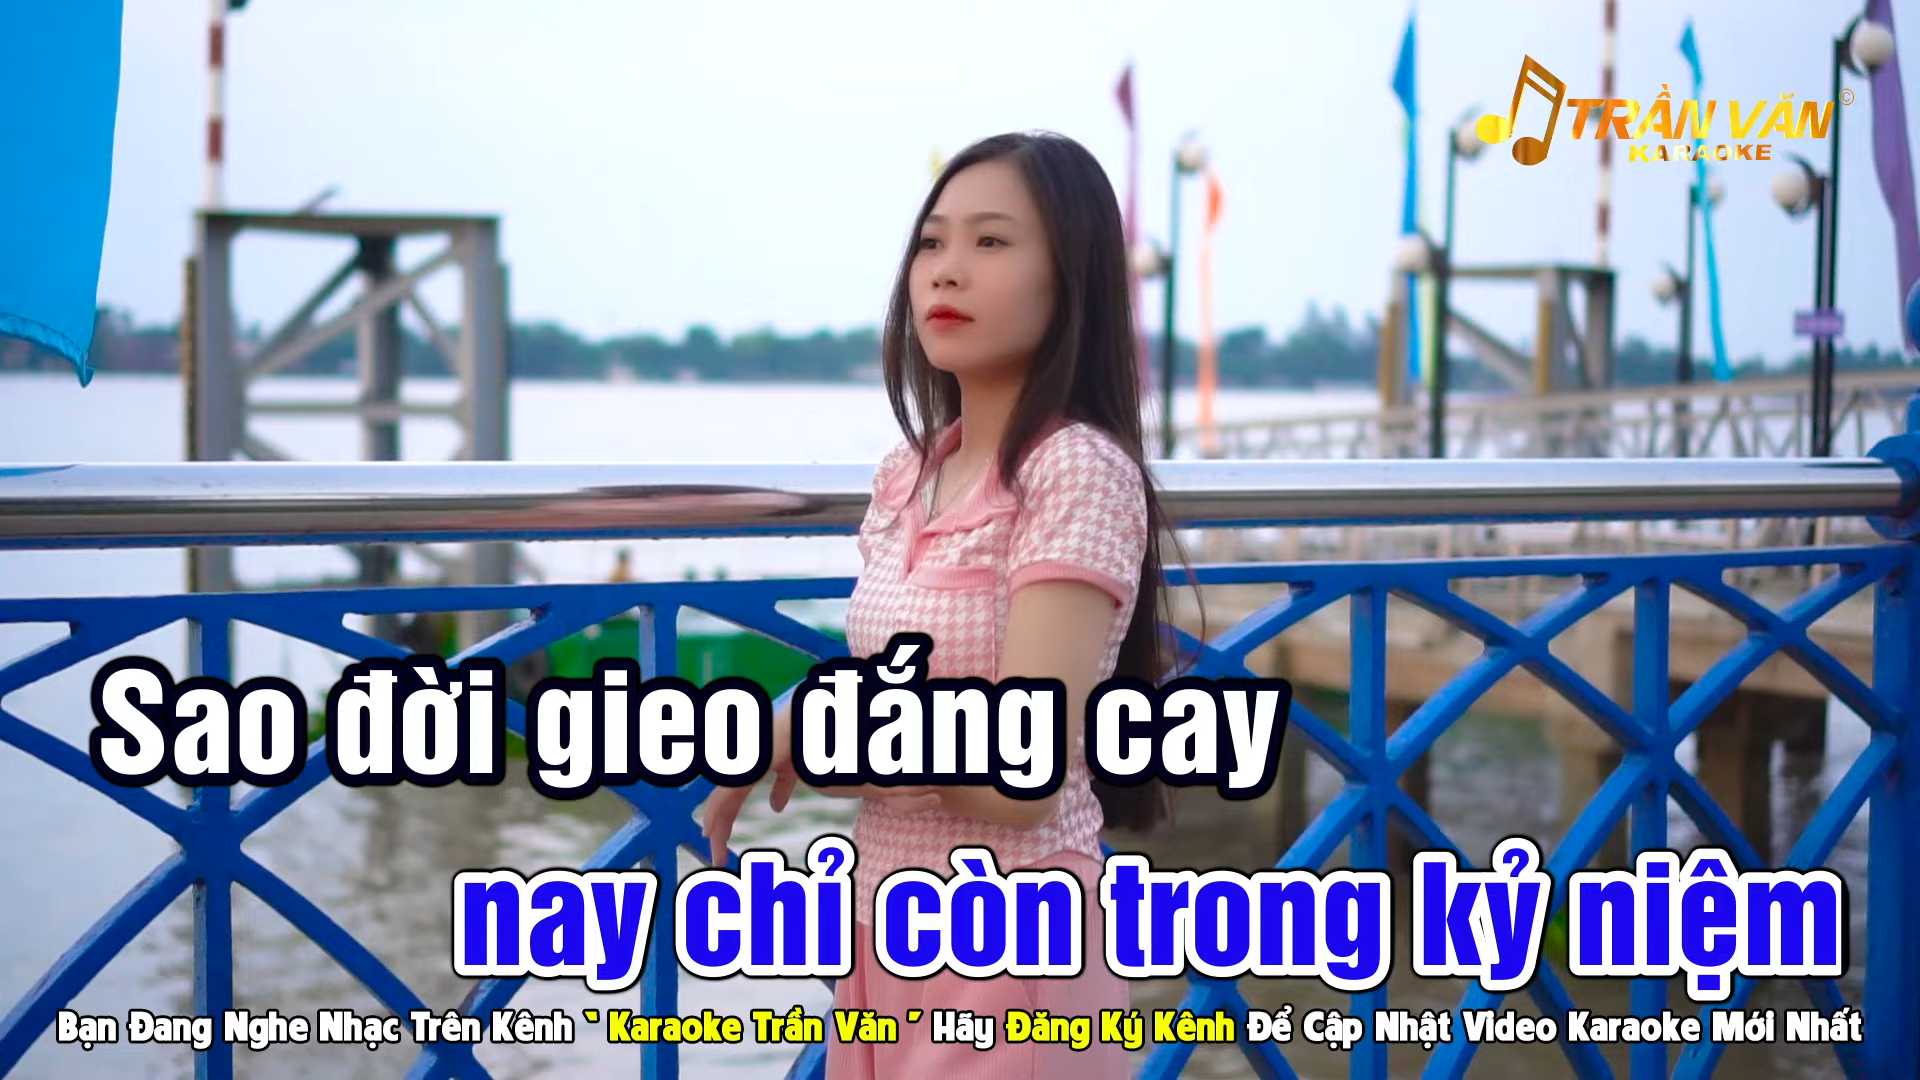 TRẦN VĂN ©
KARAOKE
Sao đời gieo đắng cay
nay chỉ còn trong kỷ niệm
Bạn Đang Nghe Nhạc Trên Kênh ` Karaoke Trần Văn ´ Hãy Đăng Ký Kênh Để Cập Nhật Video Karaoke Mới Nhất